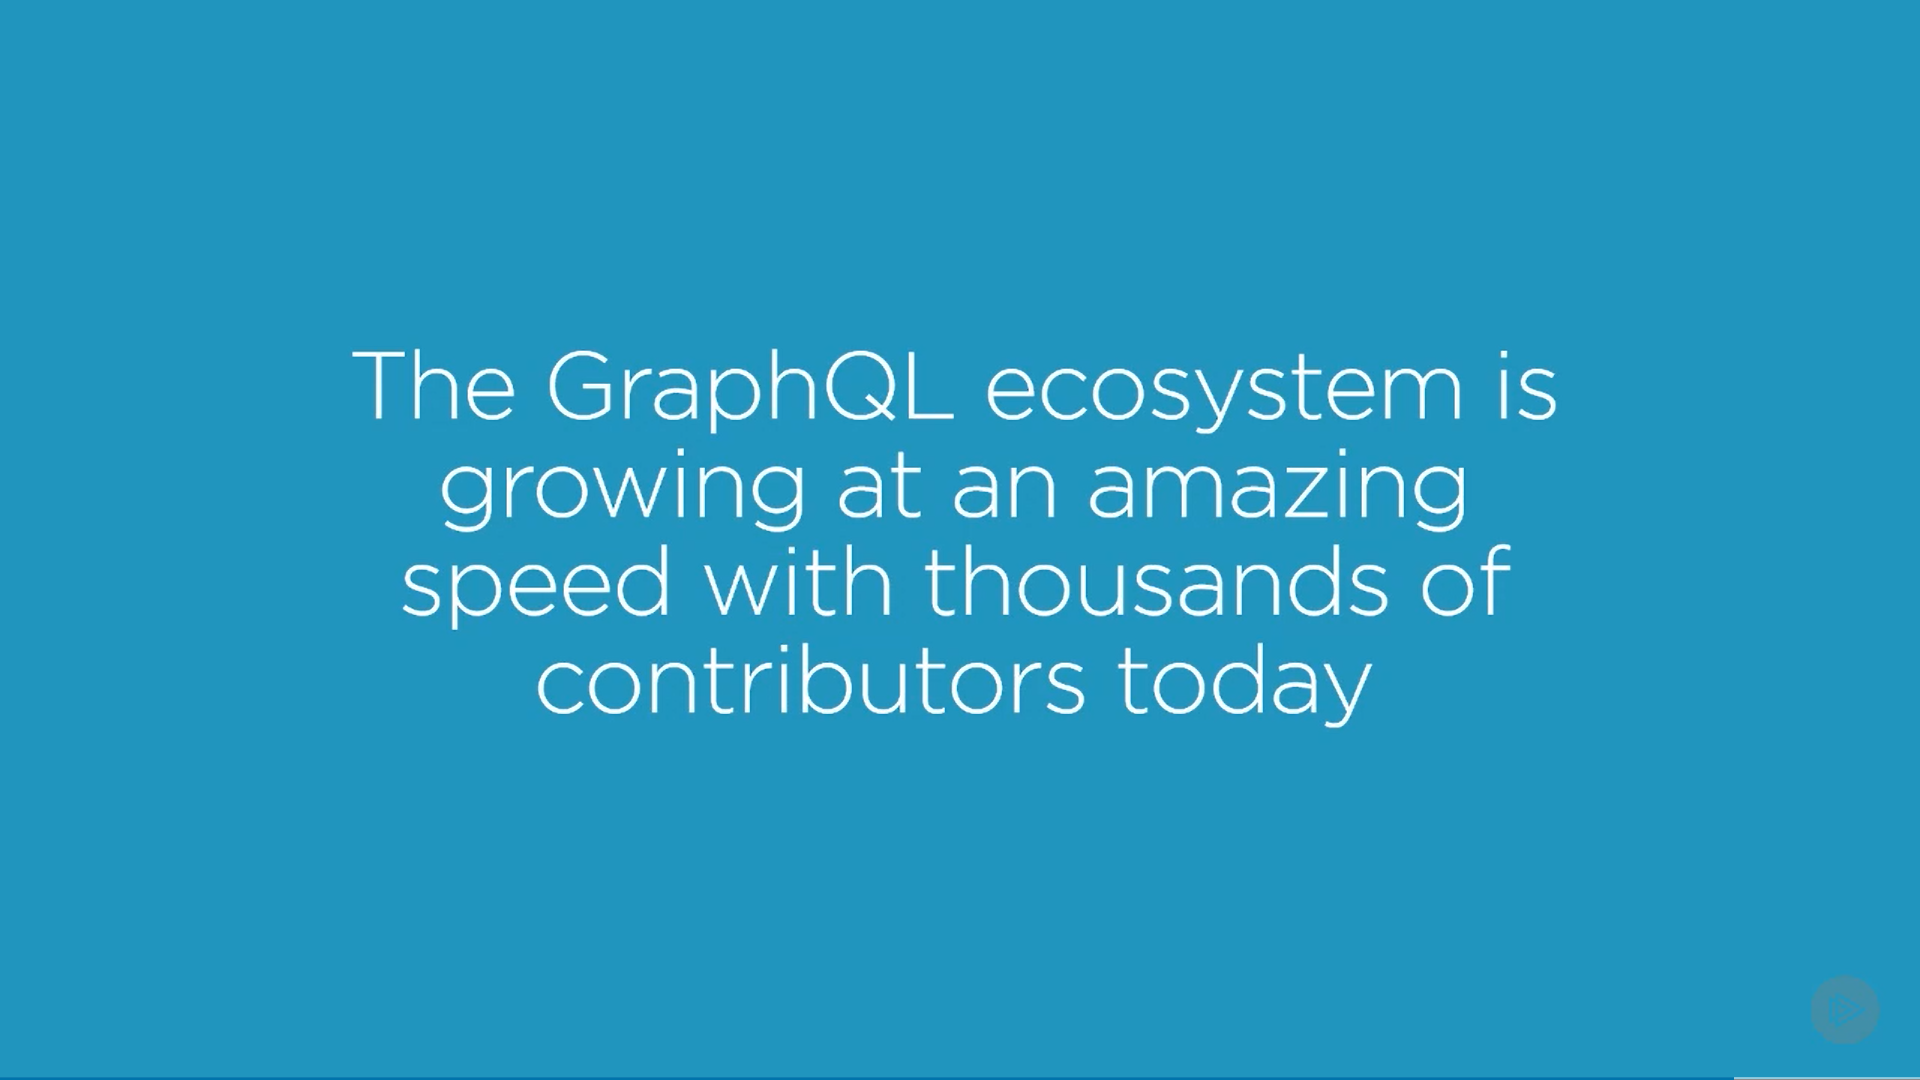 The GraphQL ecosystem is
growing at an amazing
speed with thousands of
contributors today